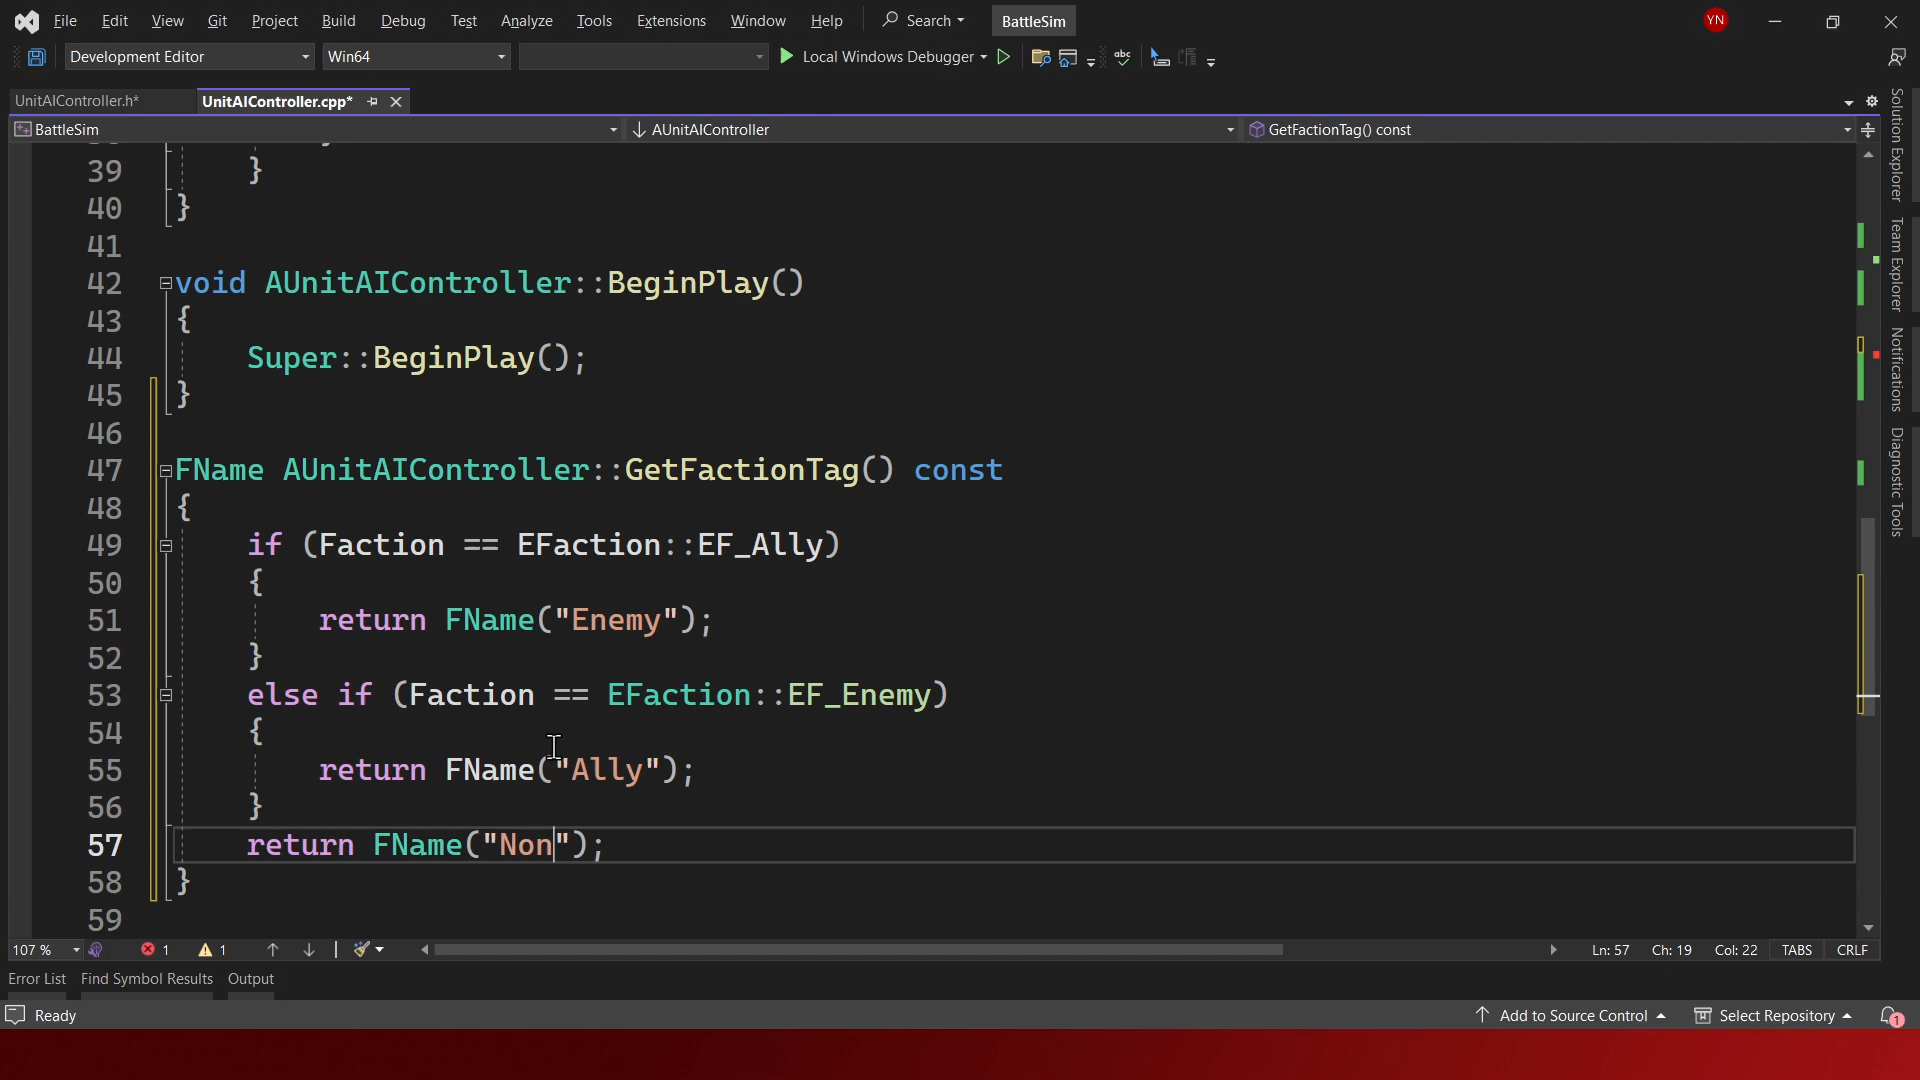 File Edit View Git Project Build Debug Test Analyze Tools Extensions Window Help Search BattleSim YN
Development Editor Win64 Local Windows Debugger
UnitAIController.h* UnitAIController.cpp*
BattleSim AUnitAIController GetFactionTag() const
39 }
40 }
41
42 void AUnitAIController::BeginPlay()
43 {
44 Super::BeginPlay();
45 }
46
47 FName AUnitAIController::GetFactionTag() const
48 {
49 if (Faction == EFaction::EF_Ally)
50 {
51 return FName("Enemy");
52 }
53 else if (Faction == EFaction::EF_Enemy)
54 {
55 return FName("Ally");
56 }
57 return FName("Non");
58 }
59
Solution Explorer
Team Explorer
Notifications
Diagnostic Tools
107 % 1 1 Ln: 57 Ch: 19 Col: 22 TABS CRLF
Error List Find Symbol Results Output
Ready Add to Source Control Select Repository 1